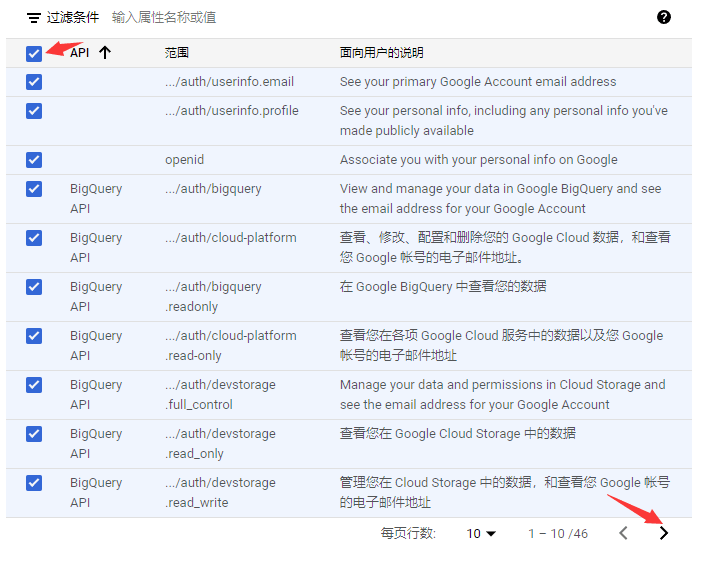 过滤条件 输入属性名称或值
API 范围 面向用户的说明
.../auth/userinfo.email See your primary Google Account email address
.../auth/userinfo.profile See your personal info, including any personal info you've
made publicly available
openid Associate you with your personal info on Google
BigQuery .../auth/bigquery View and manage your data in Google BigQuery and see
API the email address for your Google Account
BigQuery .../auth/cloud-platform 查看、修改、配置和删除您的 Google Cloud 数据，和查看
API 您 Google 帐号的电子邮件地址。
BigQuery .../auth/bigquery 在 Google BigQuery 中查看您的数据
API .readonly
BigQuery .../auth/cloud-platform 查看您在各项 Google Cloud 服务中的数据以及您 Google
API .read-only 帐号的电子邮件地址
BigQuery .../auth/devstorage Manage your data and permissions in Cloud Storage and
API .full_control see the email address for your Google Account
BigQuery .../auth/devstorage 查看您在 Google Cloud Storage 中的数据
API .read_only
BigQuery .../auth/devstorage 管理您在 Cloud Storage 中的数据，和查看您 Google 帐号
API .read_write 的电子邮件地址
每页行数: 10 1 – 10 /46